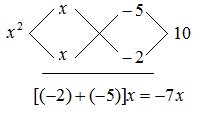 x −5
x² 10
x −2
[(−2)+(−5)]x = −7x